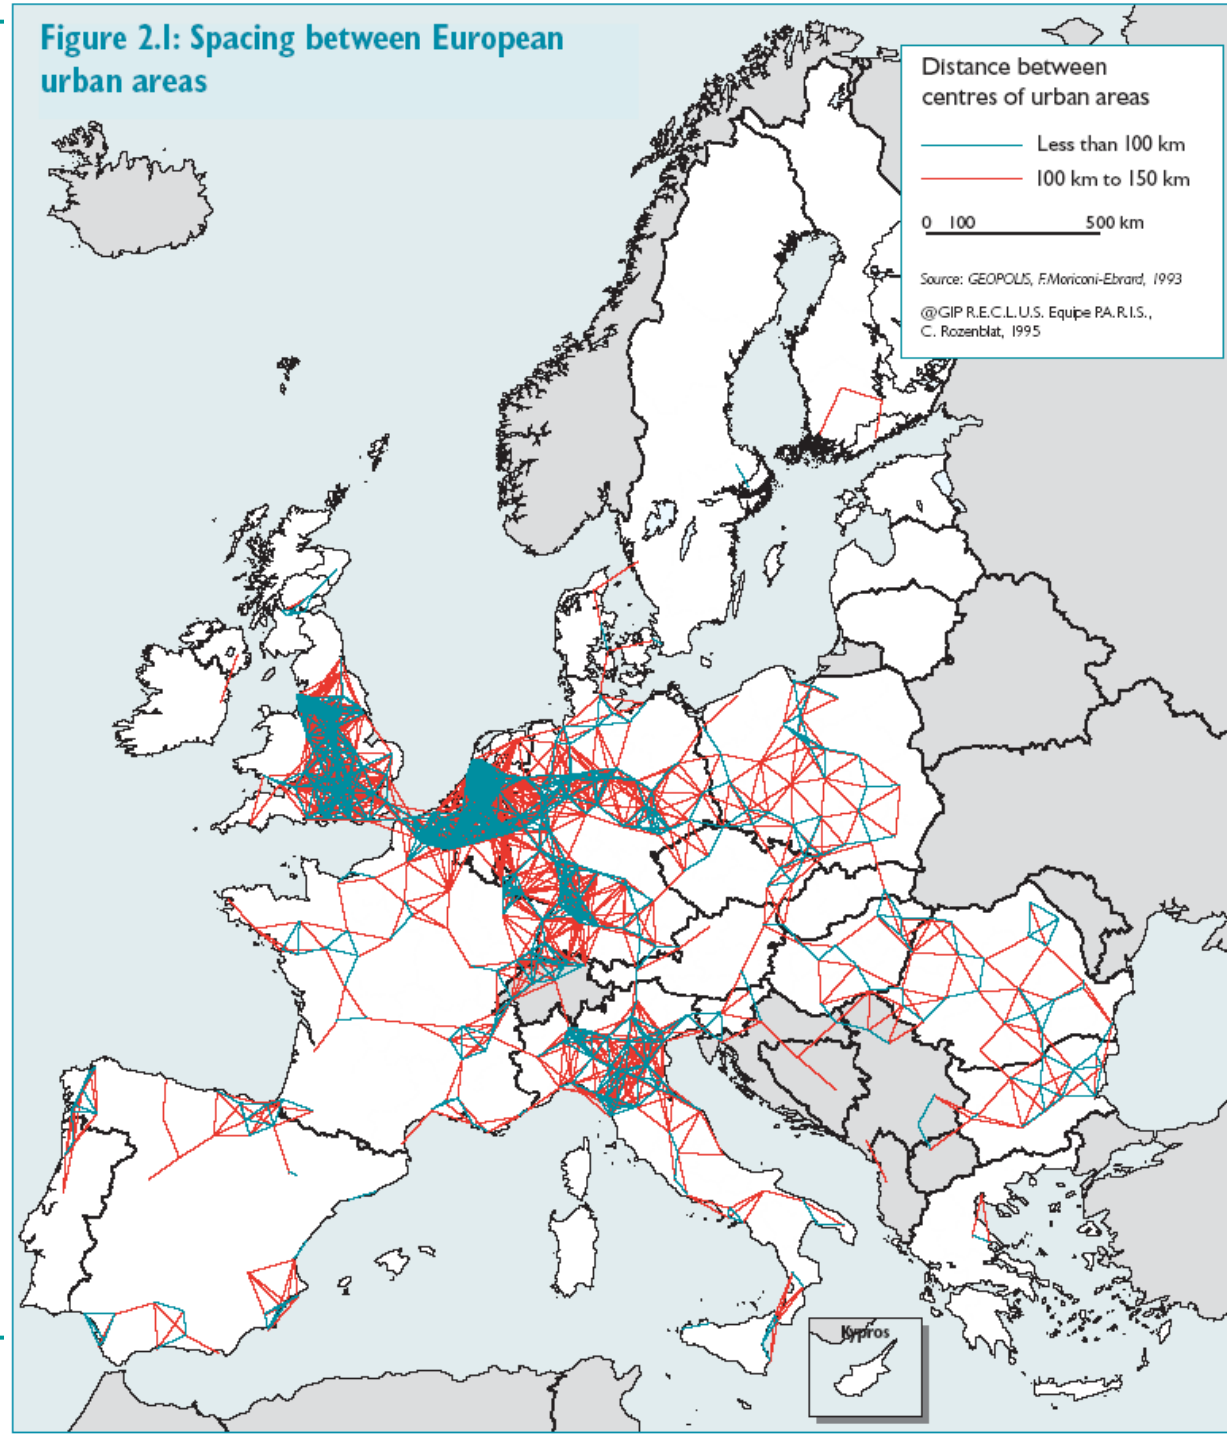 Figure 2.1: Spacing between European
urban areas
Distance between
centres of urban areas
Less than 100 km
100 km to 150 km
0 100 500 km
Source: GEOPOLIS, F.Moriconi-Ebrard, 1993
@GIP R.E.C.L.U.S. Equipe P.A.R.I.S.,
C. Rozenblat, 1995
Kypros